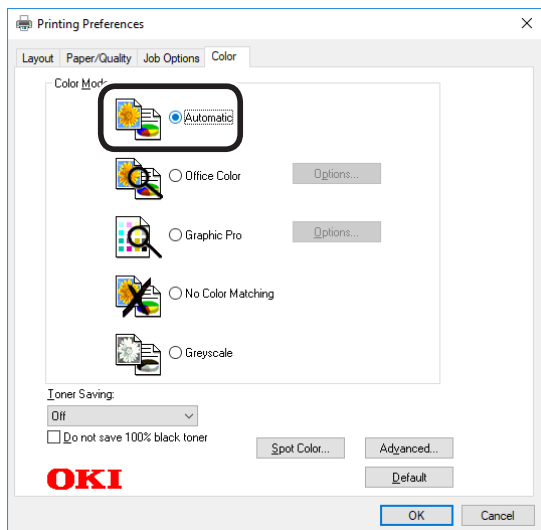 Printing Preferences
Layout Paper/Quality Job Options Color
Color Mode
Automatic
Office Color Options...
Graphic Pro Options...
No Color Matching
Greyscale
Toner Saving:
Off
Do not save 100% black toner
Spot Color... Advanced...
OKI Default
OK Cancel